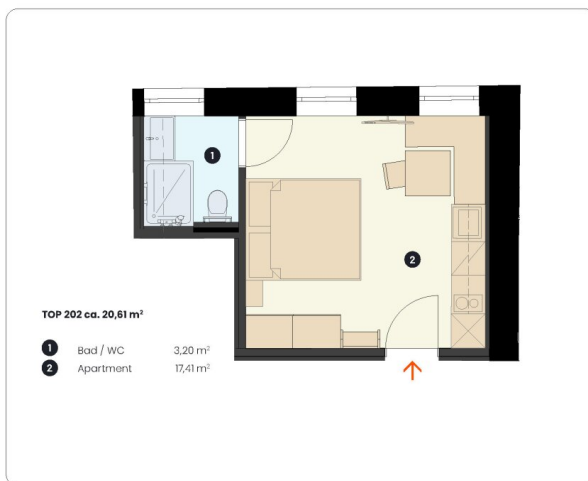 1
2
TOP 202 ca. 20,61 m²
1 Bad / WC 3,20 m²
2 Apartment 17,41 m²